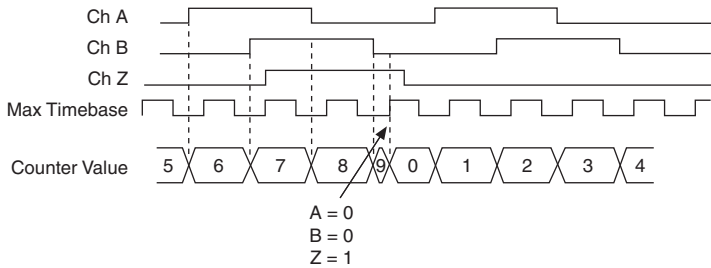 Ch A
Ch B
Ch Z
Max Timebase
Counter Value 5 6 7 8 9 0 1 2 3 4
A = 0
B = 0
Z = 1